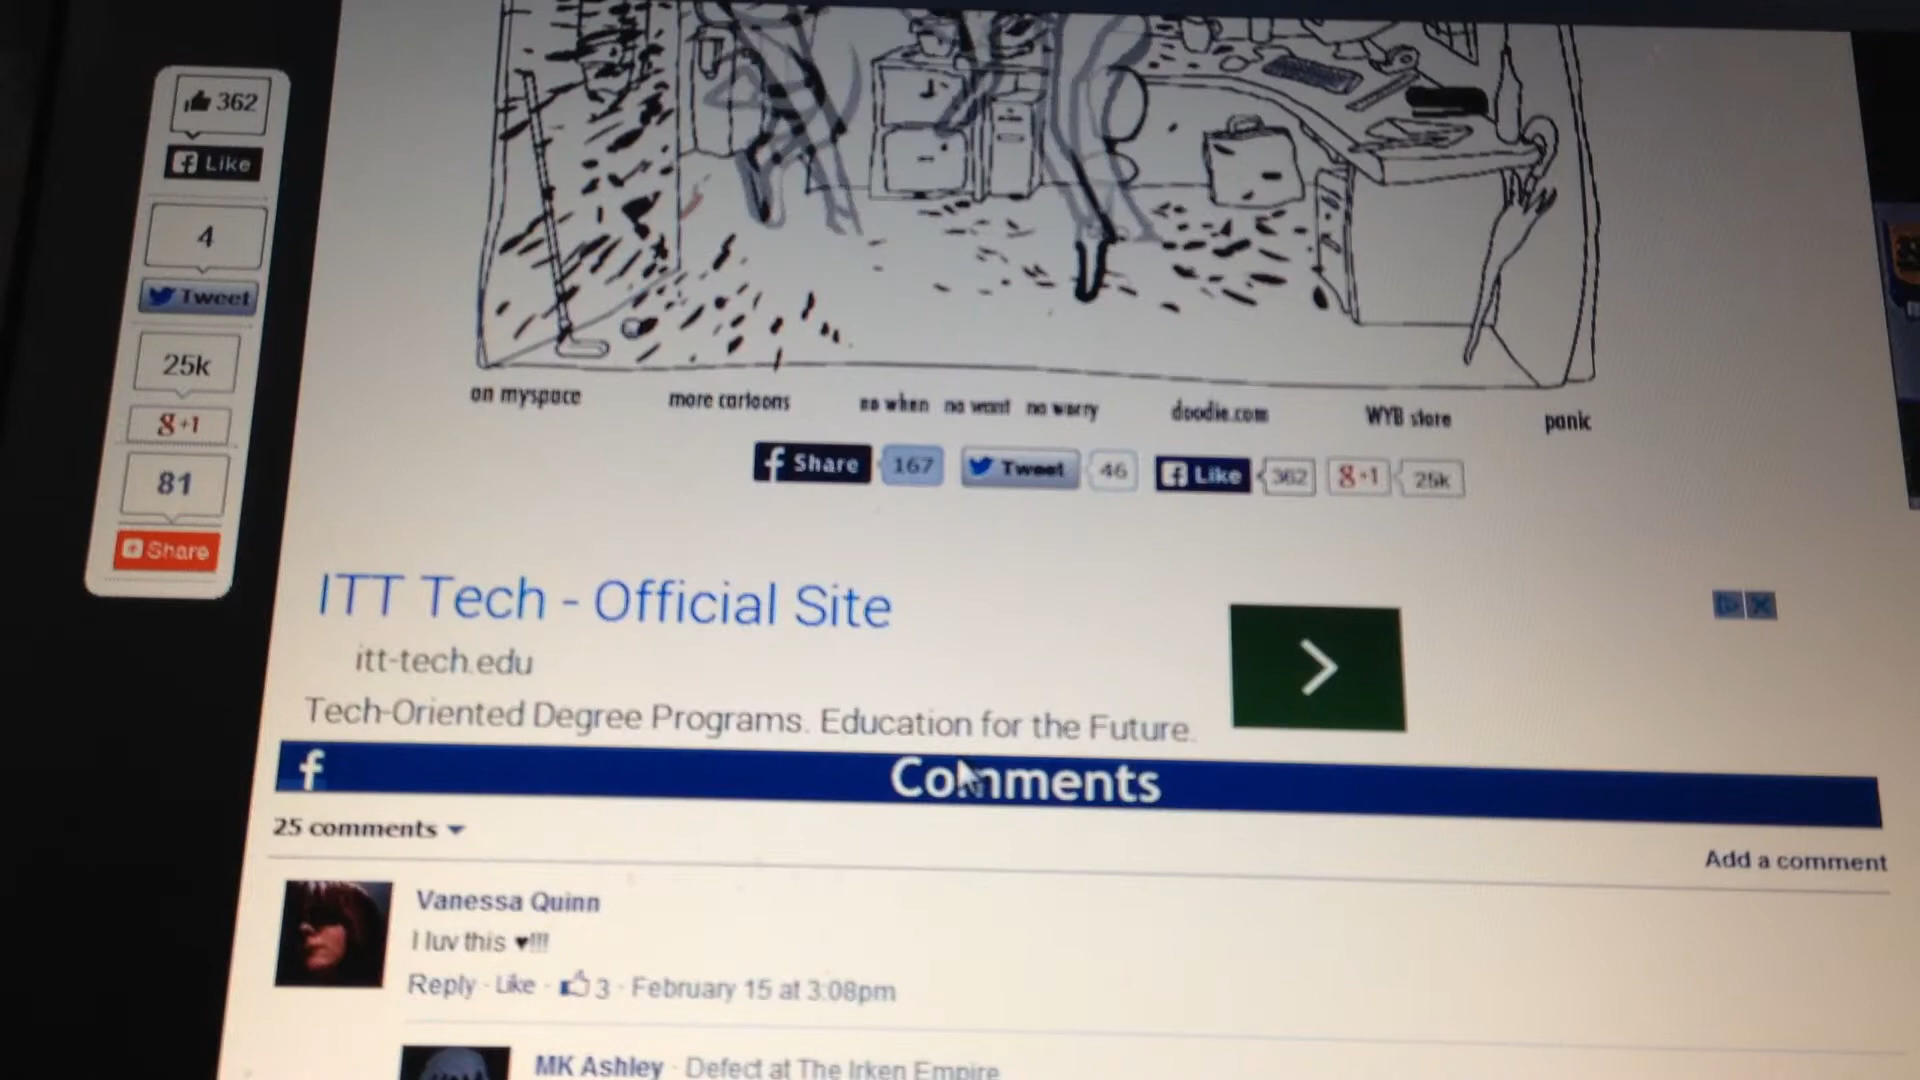 362
Like
4
Tweet
25k
g+1
81
Share
on myspace more cartoons no when no want no worry doodie.com WYB store panic
f Share 167 Tweet 46 Like 362 g+1 25k
ITT Tech - Official Site
itt-tech.edu
Tech-Oriented Degree Programs. Education for the Future.
f Comments
25 comments
Add a comment
Vanessa Quinn
I luv this ♥!!!
Reply · Like · 3 · February 15 at 3:08pm
MK Ashley · Defect at The Irken Empire